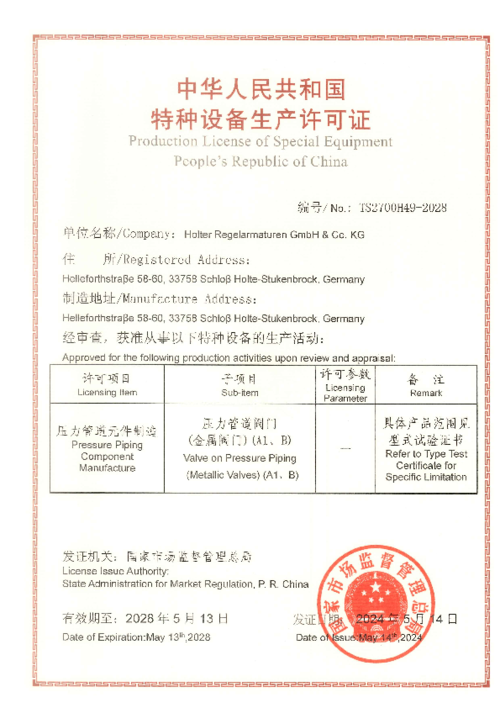 中华人民共和国
特种设备生产许可证
Production License of Special Equipment
People's Republic of China
编号/No.: TS2700H49-2028
单位名称/Company: Holter Regelarmaturen GmbH & Co. KG
住 所/Registered Address:
Helleforthstraße 58-60, 33758 Schloß Holte-Stukenbrock, Germany
制造地址/Manufacture Address:
Helleforthstraße 58-60, 33758 Schloß Holte-Stukenbrock, Germany
经审查，获准从事以下特种设备的生产活动:
Approved for the following production activities upon review and appraisal:
许可项目
Licensing Item
子项目
Sub-item
许可参数
Licensing
Parameter
备 注
Remark
压力管道元件制造
Pressure Piping
Component
Manufacture
压力管道阀门
(金属阀门)(A1、B)
Valve on Pressure Piping
(Metallic Valves) (A1、B)
—
具体产品范围见
型式试验证书
Refer to Type Test
Certificate for
Specific Limitation
发证机关: 国家市场监督管理总局
License Issue Authority:
State Administration for Market Regulation, P. R. China
国家市场监督管理总局
有效期至: 2028 年 5 月 13 日
发证日期: 2024 年 5 月 14 日
Date of Expiration:May 13th,2028
Date of Issue:May 14th,2024